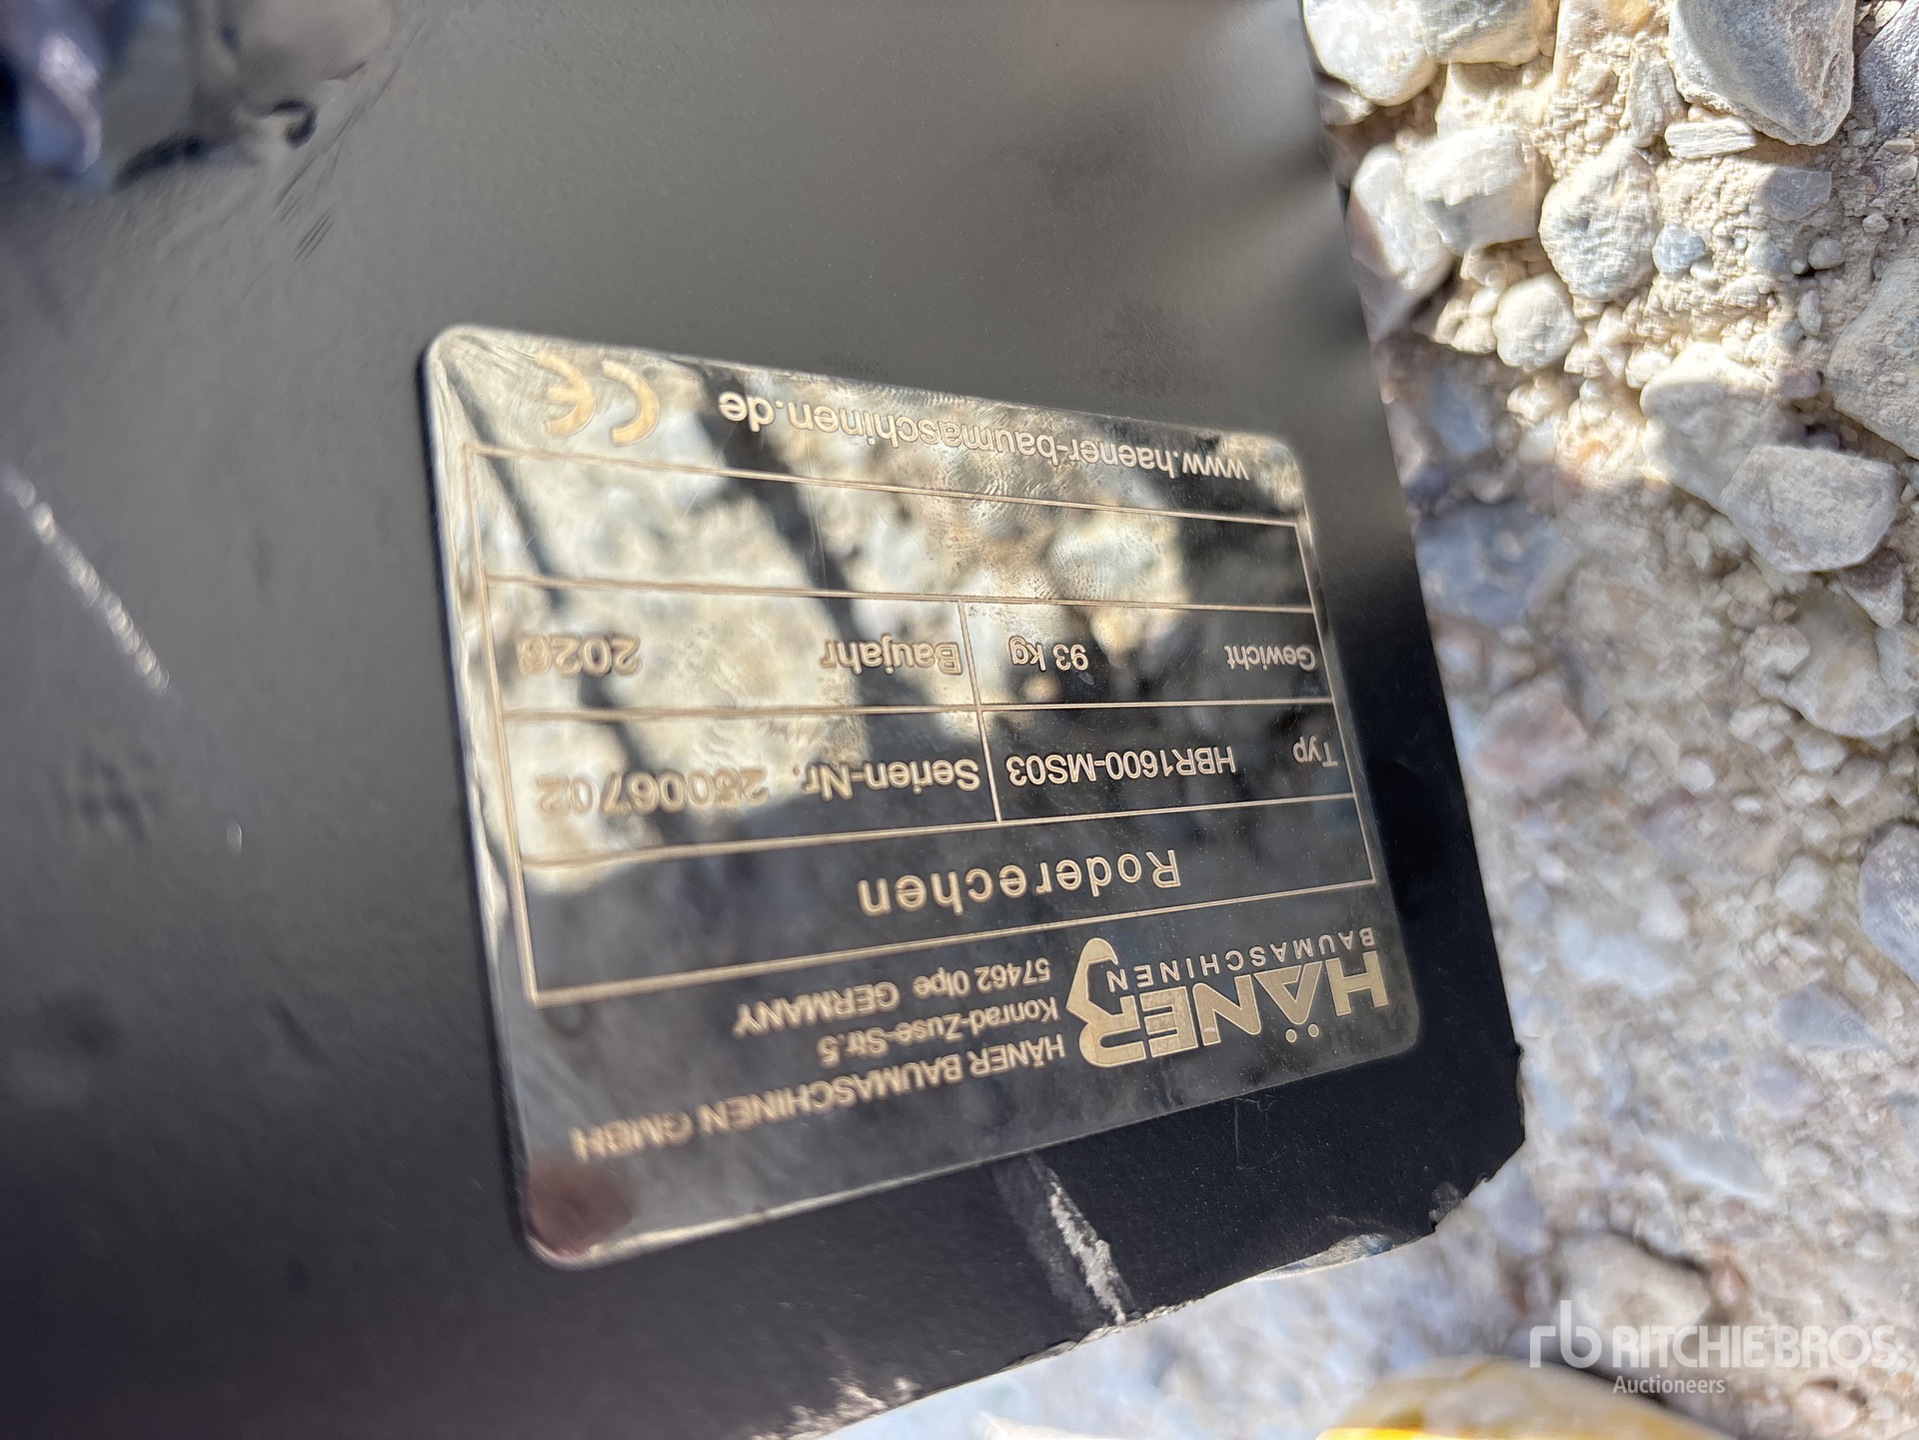 HÄNER
BAUMASCHINEN
HÄNER BAUMASCHINEN GMBH
Konrad-Zuse-Str.5
57462 Olpe GERMANY
Roderechen
Typ HBR1600-MS03 Serien-Nr. 25006702
Gewicht 93 kg Baujahr
www.haener-baumaschinen.de CE
rb RITCHIE BROS.
Auctioneers